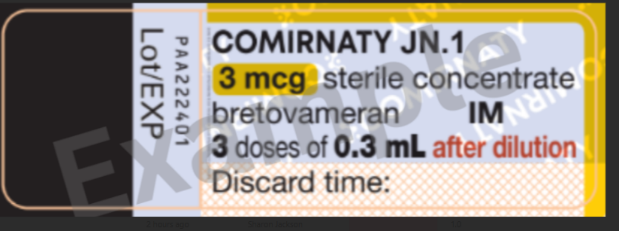 Lot/EXP
PAA222401
COMIRNATY JN.1
3 mcg sterile concentrate
bretovameran IM
3 doses of 0.3 mL after dilution
Discard time:
Example
COMIRNATY